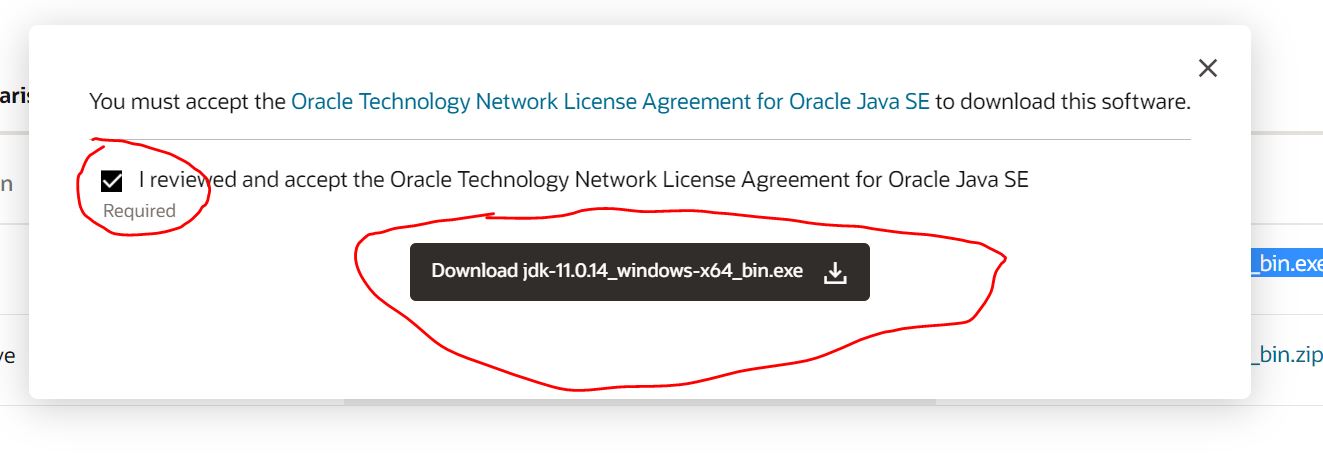 You must accept the Oracle Technology Network License Agreement for Oracle Java SE to download this software.
I reviewed and accept the Oracle Technology Network License Agreement for Oracle Java SE
Required
Download jdk-11.0.14_windows-x64_bin.exe
_bin.exe
_bin.zip